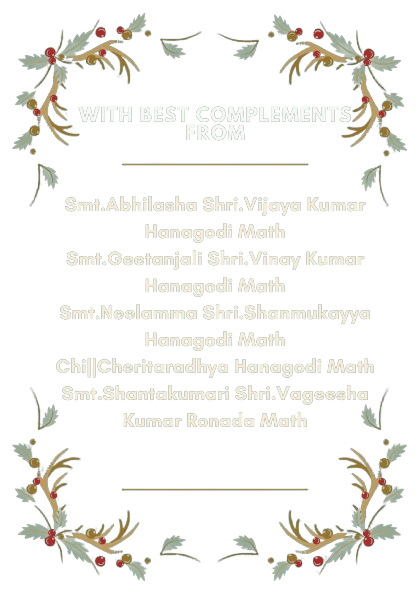 WITH BEST COMPLEMENTS
FROM
Smt.Abhilasha Shri.Vijaya Kumar
Hanagodi Math
Smt.Geetanjali Shri.Vinay Kumar
Hanagodi Math
Smt.Neelamma Shri.Shanmukayya
Hanagodi Math
Chi||Cheritaradhya Hanagodi Math
Smt.Shantakumari Shri.Vageesha
Kumar Ronada Math